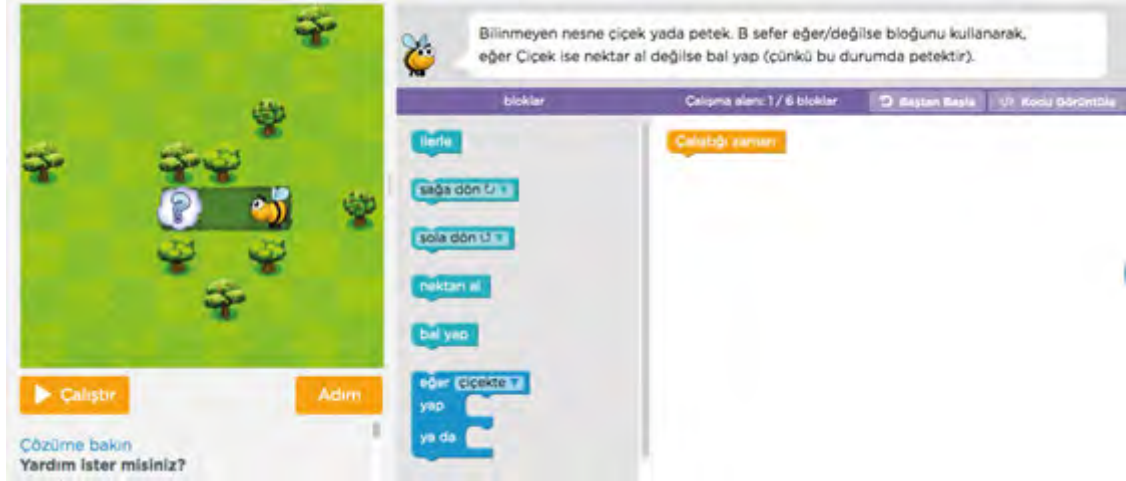 Bilinmeyen nesne çiçek yada petek. B sefer eğer/değilse bloğunu kullanarak,
eğer Çiçek ise nektar al değilse bal yap (çünkü bu durumda petektir).
bloklar
Çalışma alanı: 1 / 6 bloklar
Baştan Başla
Kodu Görüntüle
ilerle
Çalıştığı zaman
sağa dön
sola dön
nektarı al
bal yap
eğer çiçekte
yap
ya da
Çalıştır
Adım
Çözüme bakın
Yardım ister misiniz?